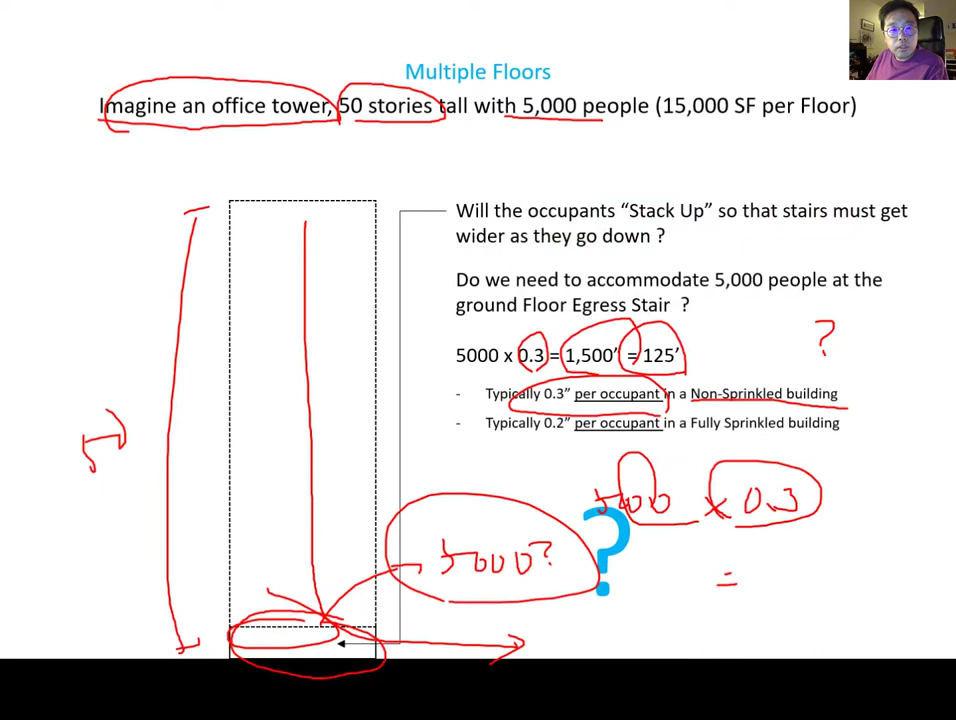 Multiple Floors
Imagine an office tower, 50 stories tall with 5,000 people (15,000 SF per Floor)
Will the occupants “Stack Up” so that stairs must get
wider as they go down ?
Do we need to accommodate 5,000 people at the
ground Floor Egress Stair ?
?
5000 x 0.3 = 1,500’ = 125’
- Typically 0.3” per occupant in a Non-Sprinkled building
- Typically 0.2” per occupant in a Fully Sprinkled building
500 x 0.3
5000?
?
=